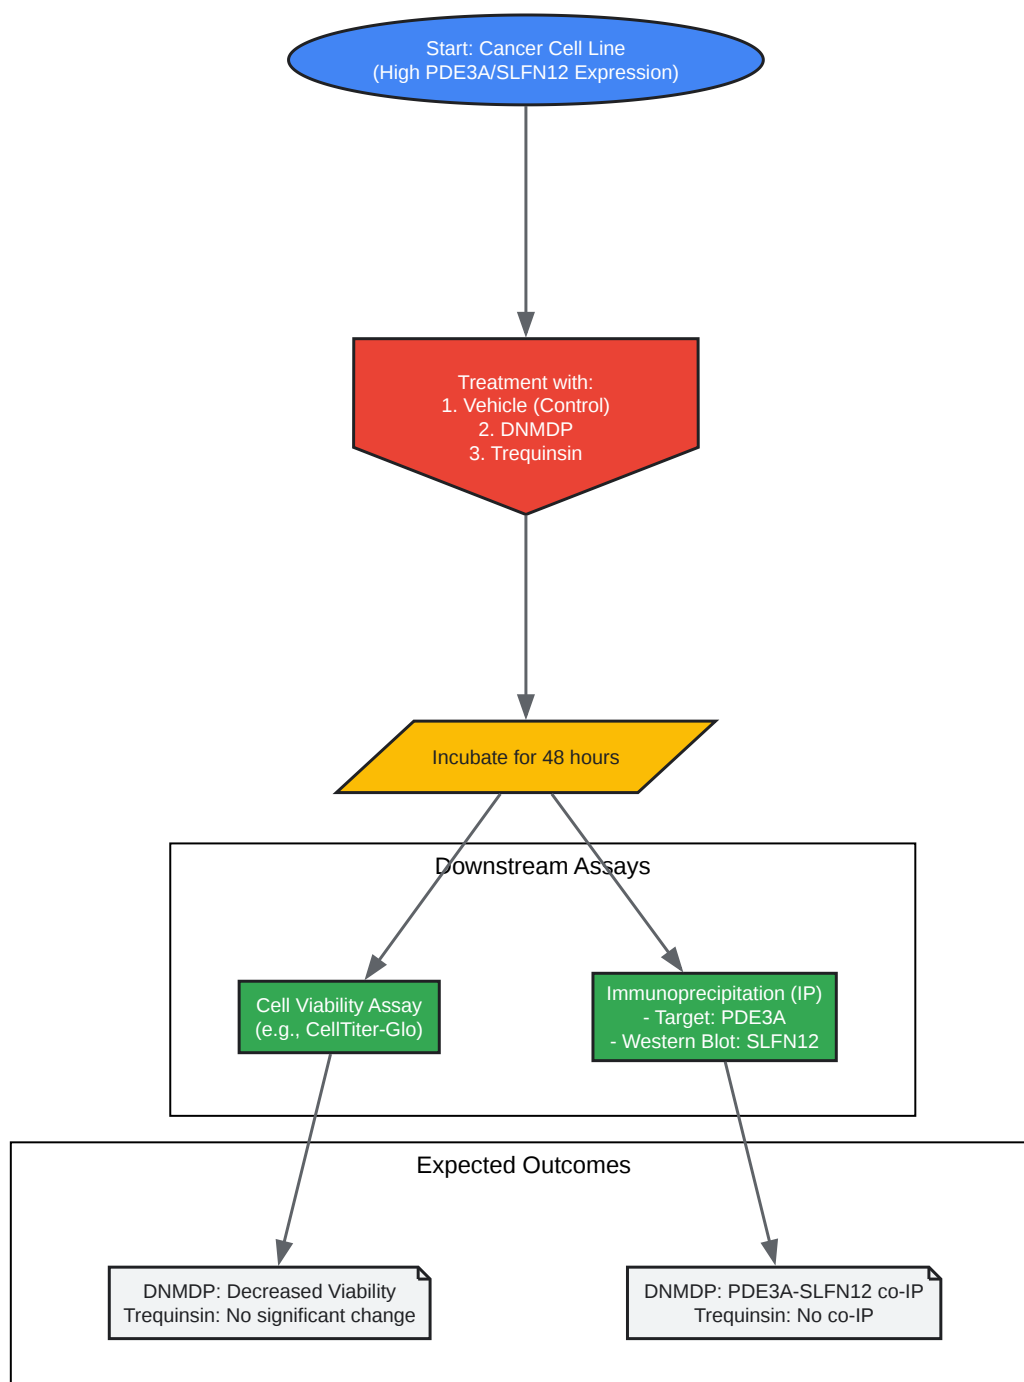 Start: Cancer Cell Line
(High PDE3A/SLFN12 Expression)
Treatment with:
1. Vehicle (Control)
2. DNMDP
3. Trequinsin
Incubate for 48 hours
Downstream Assays
Cell Viability Assay
(e.g., CellTiter-Glo)
Immunoprecipitation (IP)
- Target: PDE3A
- Western Blot: SLFN12
Expected Outcomes
DNMDP: Decreased Viability
Trequinsin: No significant change
DNMDP: PDE3A-SLFN12 co-IP
Trequinsin: No co-IP